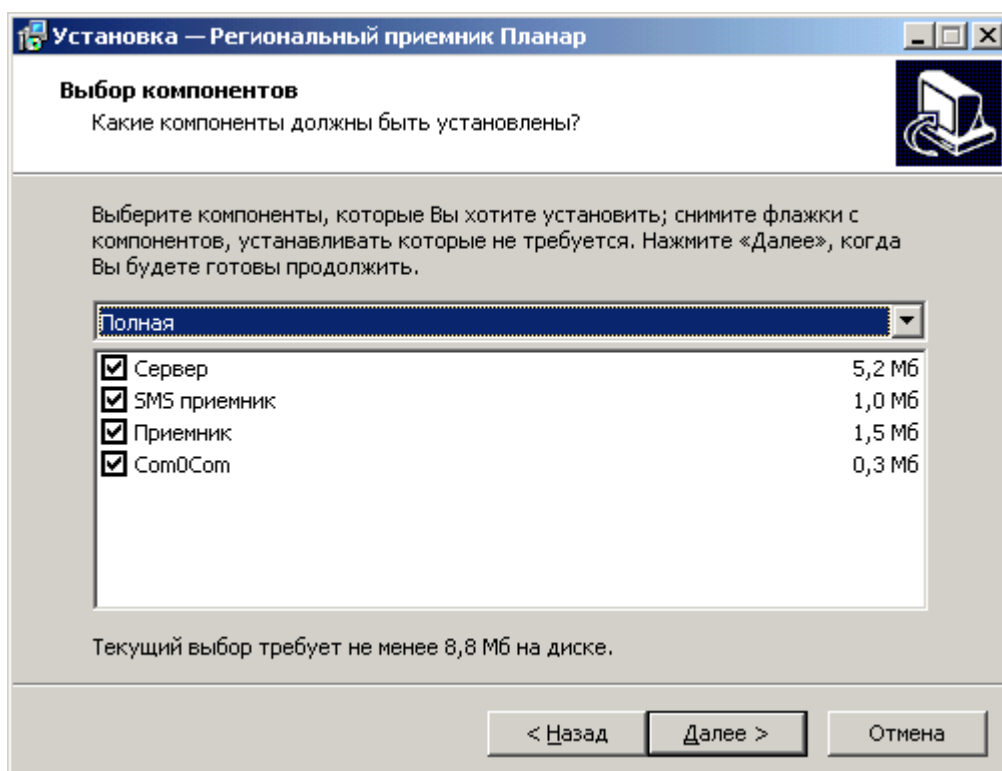 Установка — Региональный приемник Планар
Выбор компонентов
Какие компоненты должны быть установлены?
Выберите компоненты, которые Вы хотите установить; снимите флажки с
компонентов, устанавливать которые не требуется. Нажмите «Далее», когда
Вы будете готовы продолжить.
Полная
Сервер 5,2 Мб
SMS приемник 1,0 Мб
Приемник 1,5 Мб
Com0Com 0,3 Мб
Текущий выбор требует не менее 8,8 Мб на диске.
< Назад Далее > Отмена